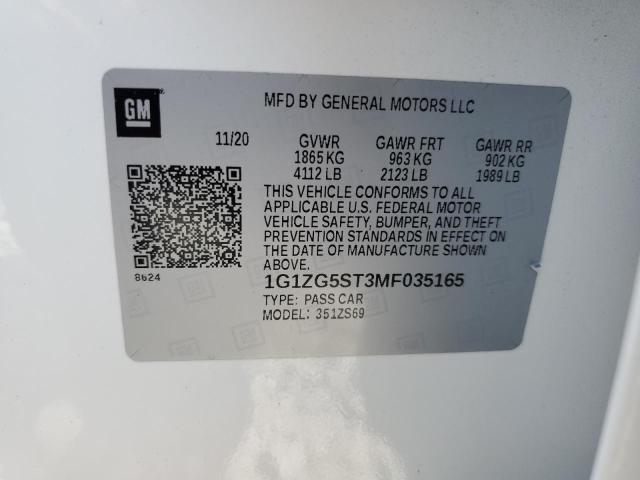 GM
MFD BY GENERAL MOTORS LLC
11/20 GVWR GAWR FRT GAWR RR
1865 KG 963 KG 902 KG
4112 LB 2123 LB 1989 LB
THIS VEHICLE CONFORMS TO ALL
APPLICABLE U.S. FEDERAL MOTOR
VEHICLE SAFETY, BUMPER, AND THEFT
PREVENTION STANDARDS IN EFFECT ON
THE DATE OF MANUFACTURE SHOWN
ABOVE.
8624
1G1ZG5ST3MF035165
TYPE: PASS CAR
MODEL: 351ZS69